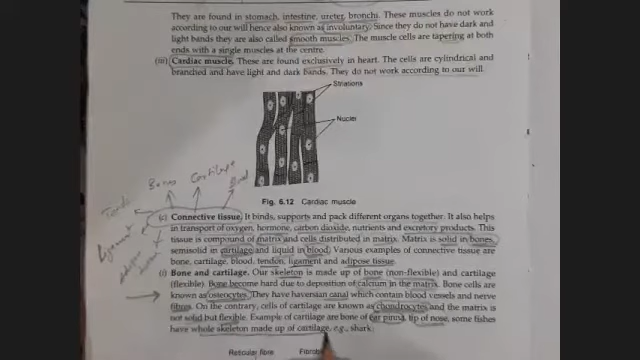 They are found in stomach, intestine, ureter, bronchi. These muscles do not work
according to our will hence also known as involuntary. Since they do not have dark and
light bands they are also called smooth muscles. The muscle cells are tapering at both
ends with a single muscles at the centre.
(iii) Cardiac muscle. These are found exclusively in heart. The cells are cylindrical and
branched and have light and dark bands. They do not work according to our will.
Striations
Nuclei
Bones
Cartilage
Blood
Tendo
Ligament
adipose
tissue
Fig. 6.12 Cardiac muscle
(c) Connective tissue. It binds, supports and pack different organs together. It also helps
in transport of oxygen, hormone, carbon dioxide, nutrients and excretory products. This
tissue is compound of matrix and cells distributed in matrix. Matrix is solid in bones,
semisolid in cartilage and liquid in blood. Various examples of connective tissue are
bone, cartilage, blood, tendon, ligament and adipose tissue.
(i) Bone and cartilage. Our skeleton is made up of bone (non-flexible) and cartilage
(flexible). Bone become hard due to deposition of calcium in the matrix. Bone cells are
known as osteocytes. They have haversian canal which contain blood vessels and nerve
fibres. On the contrary, cells of cartilage are known as chondrocytes and the matrix is
not solid but flexible. Example of cartilage are bone of ear pinna, tip of nose, some fishes
have whole skeleton made up of cartilage, e.g., shark.
Reticular fibre